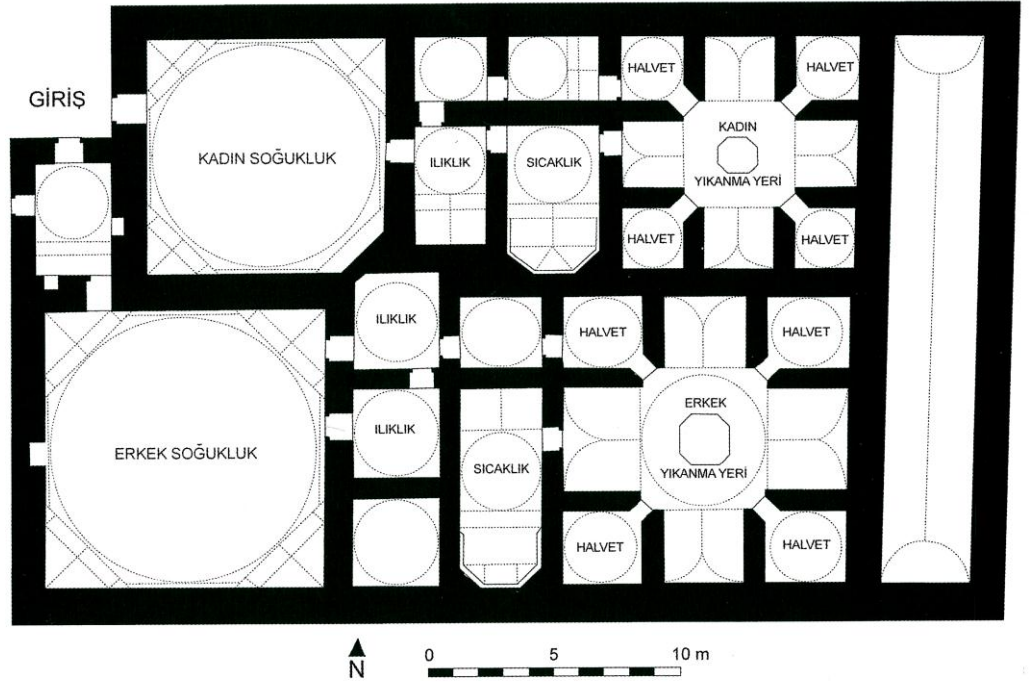 GİRİŞ
KADIN SOĞUKLUK
ILIKLIK
SICAKLIK
HALVET
HALVET
KADIN
YIKANMA YERİ
HALVET
HALVET
ERKEK SOĞUKLUK
ILIKLIK
ILIKLIK
SICAKLIK
HALVET
HALVET
ERKEK
YIKANMA YERİ
HALVET
HALVET
N
0 5 10 m